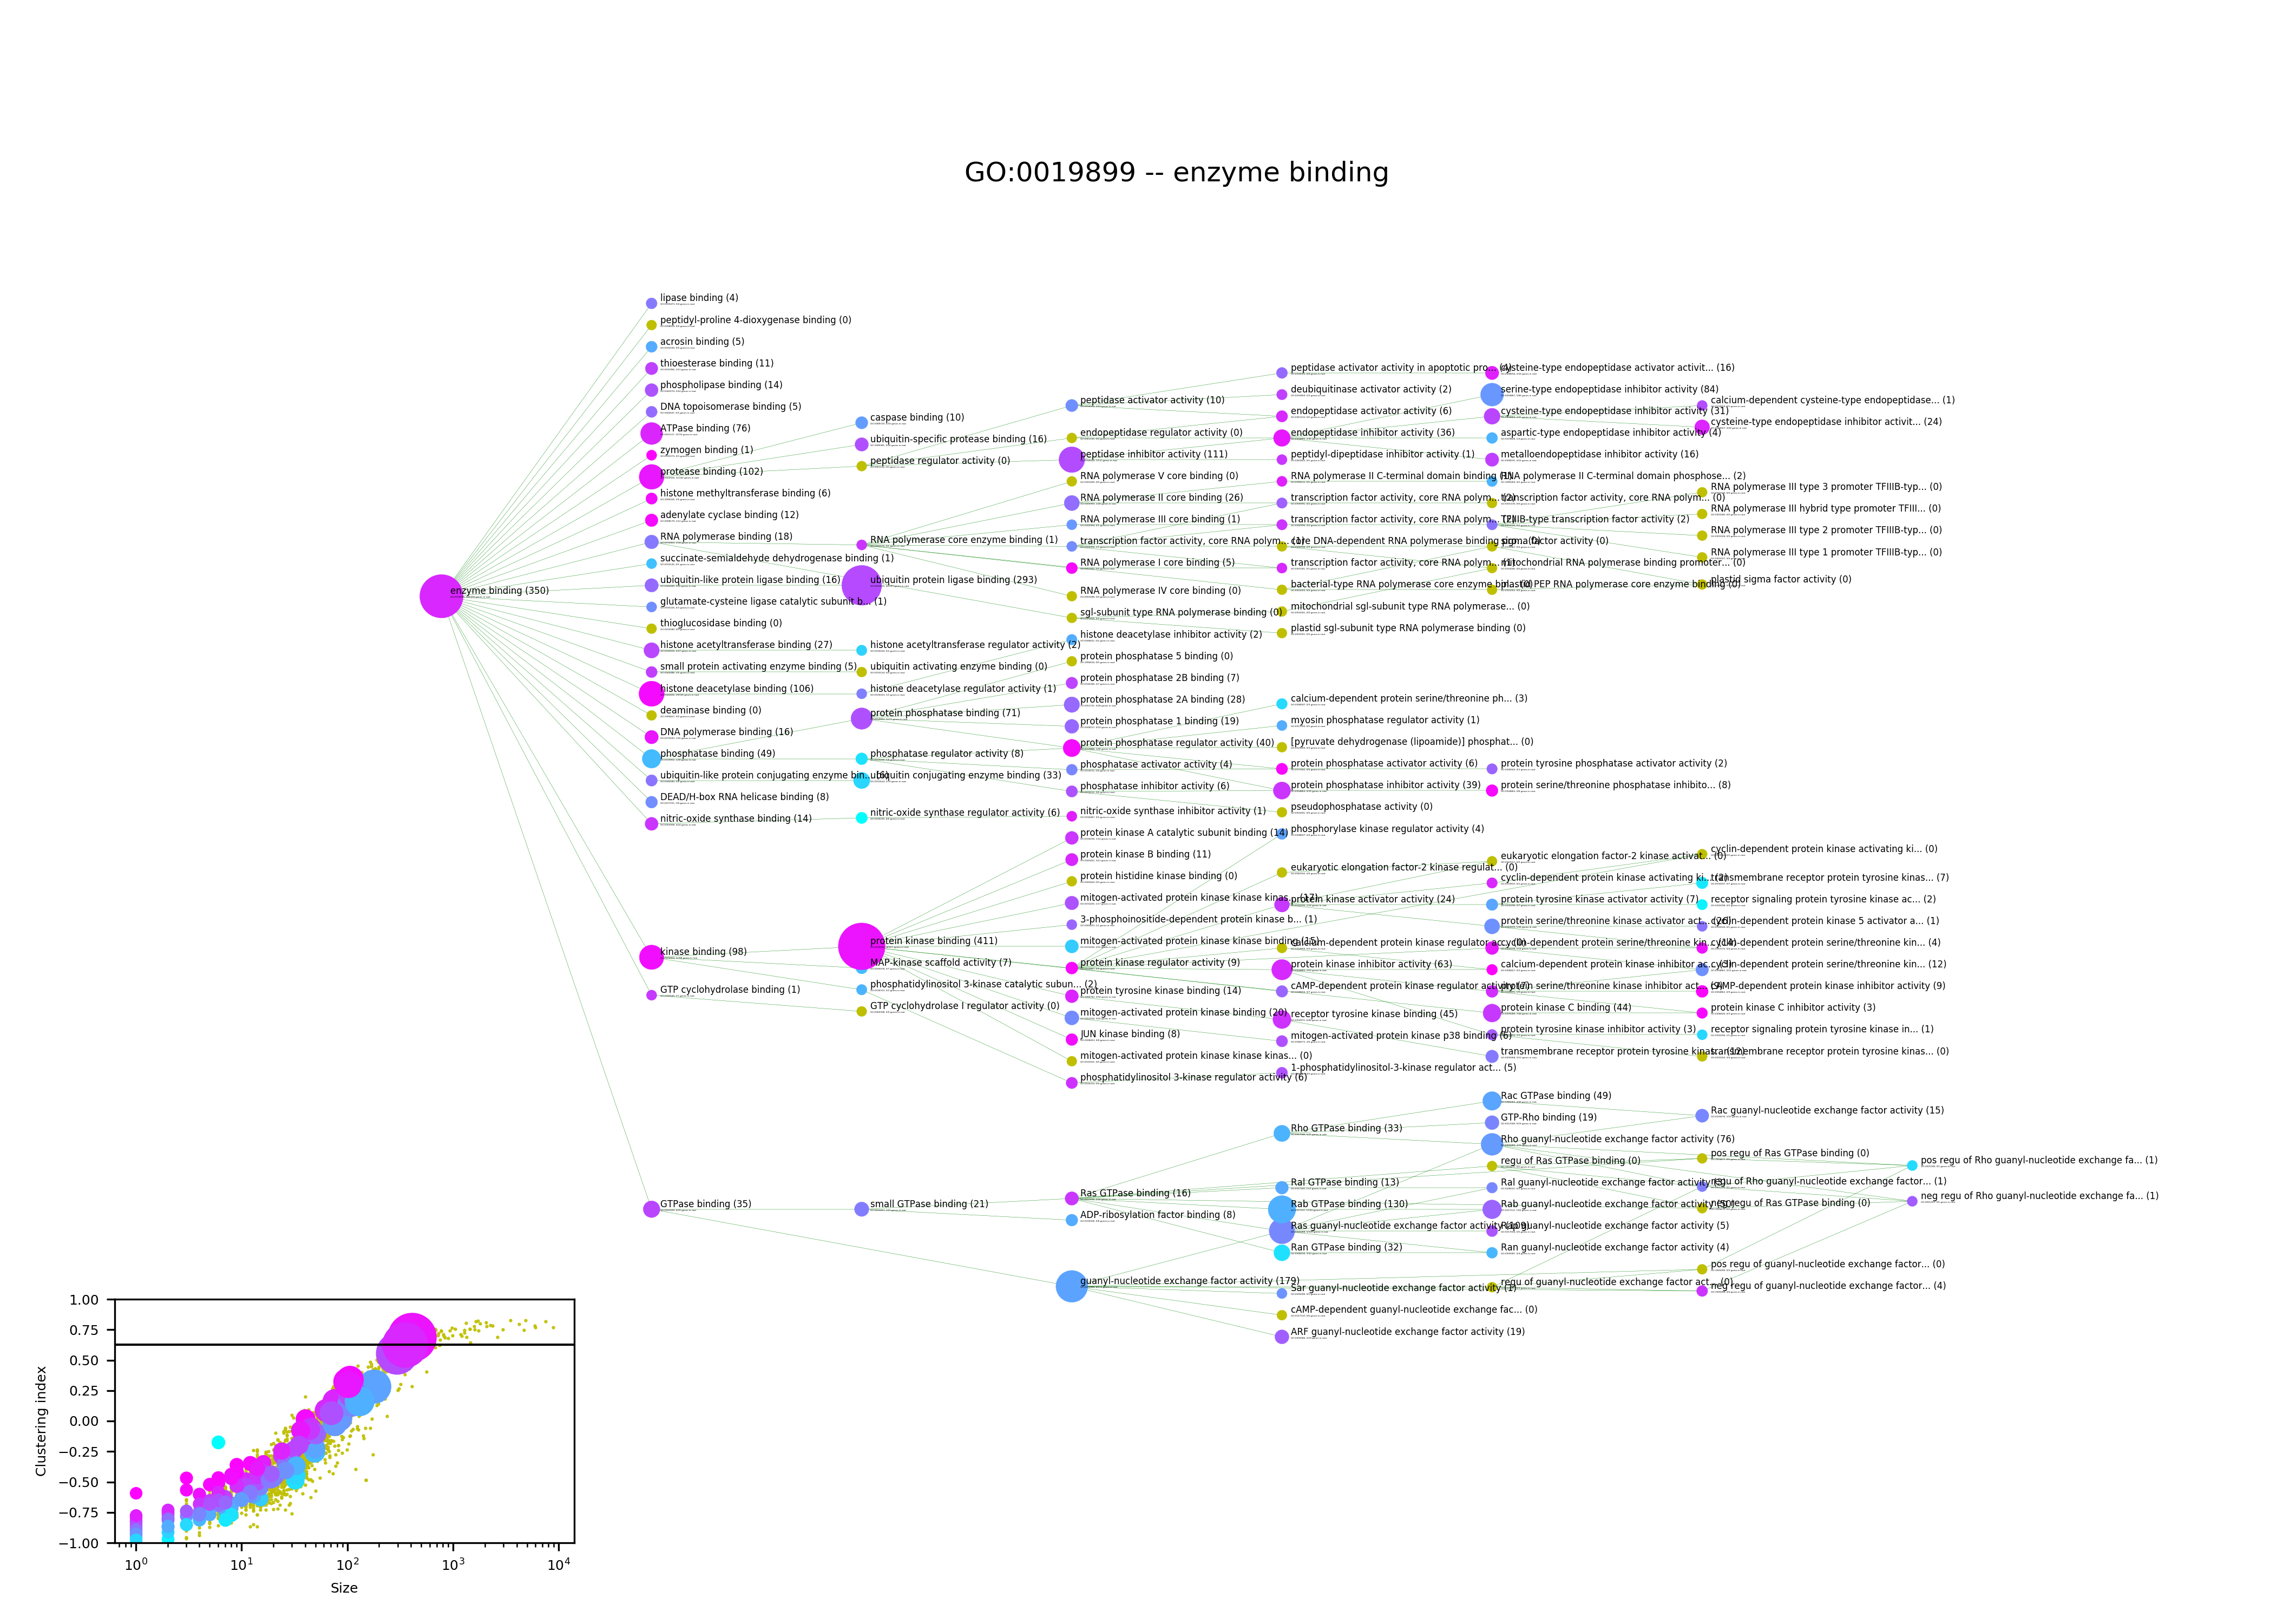 GO:0019899 -- enzyme binding
enzyme binding (350)
lipase binding (4)
peptidyl-proline 4-dioxygenase binding (0)
acrosin binding (5)
thioesterase binding (11)
phospholipase binding (14)
DNA topoisomerase binding (5)
ATPase binding (76)
zymogen binding (1)
protease binding (102)
histone methyltransferase binding (6)
adenylate cyclase binding (12)
RNA polymerase binding (18)
succinate-semialdehyde dehydrogenase binding (1)
ubiquitin-like protein ligase binding (16)
glutamate-cysteine ligase catalytic subunit b... (1)
thioglucosidase binding (0)
histone acetyltransferase binding (27)
small protein activating enzyme binding (5)
histone deacetylase binding (106)
deaminase binding (0)
DNA polymerase binding (16)
phosphatase binding (49)
ubiquitin-like protein conjugating enzyme bin... (6)
DEAD/H-box RNA helicase binding (8)
nitric-oxide synthase binding (14)
kinase binding (98)
GTP cyclohydrolase binding (1)
GTPase binding (35)
caspase binding (10)
ubiquitin-specific protease binding (16)
peptidase regulator activity (0)
RNA polymerase core enzyme binding (1)
ubiquitin protein ligase binding (293)
histone acetyltransferase regulator activity (2)
ubiquitin activating enzyme binding (0)
histone deacetylase regulator activity (1)
protein phosphatase binding (71)
phosphatase regulator activity (8)
ubiquitin conjugating enzyme binding (33)
nitric-oxide synthase regulator activity (6)
protein kinase binding (411)
MAP-kinase scaffold activity (7)
phosphatidylinositol 3-kinase catalytic subun... (2)
GTP cyclohydrolase I regulator activity (0)
small GTPase binding (21)
peptidase activator activity (10)
endopeptidase regulator activity (0)
peptidase inhibitor activity (111)
RNA polymerase V core binding (0)
RNA polymerase II core binding (26)
RNA polymerase III core binding (1)
transcription factor activity, core RNA polym... (1)
RNA polymerase I core binding (5)
RNA polymerase IV core binding (0)
sgl-subunit type RNA polymerase binding (0)
histone deacetylase inhibitor activity (2)
protein phosphatase 5 binding (0)
protein phosphatase 2B binding (7)
protein phosphatase 2A binding (28)
protein phosphatase 1 binding (19)
protein phosphatase regulator activity (40)
phosphatase activator activity (4)
phosphatase inhibitor activity (6)
nitric-oxide synthase inhibitor activity (1)
protein kinase A catalytic subunit binding (14)
protein kinase B binding (11)
protein histidine kinase binding (0)
mitogen-activated protein kinase kinas... (17)
3-phosphoinositide-dependent protein kinase b... (1)
mitogen-activated protein kinase kinase binding (15)
protein kinase regulator activity (9)
protein tyrosine kinase binding (14)
mitogen-activated protein kinase binding (20)
JUN kinase binding (8)
mitogen-activated protein kinase kinase kinas... (0)
phosphatidylinositol 3-kinase regulator activity (6)
Ras GTPase binding (16)
ADP-ribosylation factor binding (8)
guanyl-nucleotide exchange factor activity (179)
peptidase activator activity in apoptotic pro... (4)
deubiquitinase activator activity (2)
endopeptidase activator activity (6)
endopeptidase inhibitor activity (36)
peptidyl-dipeptidase inhibitor activity (1)
RNA polymerase II C-terminal domain binding (1)
transcription factor activity, core RNA polym... (2)
transcription factor activity, core RNA polym... (2)
core DNA-dependent RNA polymerase binding pro... (0)
transcription factor activity, core RNA polym... (1)
bacterial-type RNA polymerase core enzyme bin... (0)
mitochondrial sgl-subunit type RNA polymerase... (0)
plastid sgl-subunit type RNA polymerase binding (0)
calcium-dependent protein serine/threonine ph... (3)
myosin phosphatase regulator activity (1)
[pyruvate dehydrogenase (lipoamide)] phosphat... (0)
protein phosphatase activator activity (6)
protein phosphatase inhibitor activity (39)
pseudophosphatase activity (0)
phosphorylase kinase regulator activity (4)
eukaryotic elongation factor-2 kinase regulat... (0)
protein kinase activator activity (24)
calcium-dependent protein kinase regulator ac... (0)
protein kinase inhibitor activity (63)
cAMP-dependent protein kinase regulator activity (7)
receptor tyrosine kinase binding (45)
mitogen-activated protein kinase p38 binding (6)
1-phosphatidylinositol-3-kinase regulator act... (5)
Rho GTPase binding (33)
Ral GTPase binding (13)
Rab GTPase binding (130)
Ras guanyl-nucleotide exchange factor activity (109)
Ran GTPase binding (32)
Sar guanyl-nucleotide exchange factor activity (1)
cAMP-dependent guanyl-nucleotide exchange fac... (0)
ARF guanyl-nucleotide exchange factor activity (19)
cysteine-type endopeptidase activator activit... (16)
serine-type endopeptidase inhibitor activity (84)
cysteine-type endopeptidase inhibitor activity (31)
aspartic-type endopeptidase inhibitor activity (4)
metalloendopeptidase inhibitor activity (16)
RNA polymerase II C-terminal domain phosphose... (2)
transcription factor activity, core RNA polym... (0)
TFIIIB-type transcription factor activity (2)
sigma factor activity (0)
mitochondrial RNA polymerase binding promoter... (0)
plastid PEP RNA polymerase core enzyme binding (0)
protein tyrosine phosphatase activator activity (2)
protein serine/threonine phosphatase inhibito... (8)
eukaryotic elongation factor-2 kinase activat... (0)
cyclin-dependent protein kinase activating ki... (2)
protein tyrosine kinase activator activity (7)
protein serine/threonine kinase activator act... (26)
cyclin-dependent protein serine/threonine kin... (14)
calcium-dependent protein kinase inhibitor ac... (3)
protein serine/threonine kinase inhibitor act... (9)
protein kinase C binding (44)
protein tyrosine kinase inhibitor activity (3)
transmembrane receptor protein tyrosine kinas... (12)
Rac GTPase binding (49)
GTP-Rho binding (19)
Rho guanyl-nucleotide exchange factor activity (76)
regu of Ras GTPase binding (0)
Ral guanyl-nucleotide exchange factor activity (3)
Rab guanyl-nucleotide exchange factor activity (50)
Rap guanyl-nucleotide exchange factor activity (5)
Ran guanyl-nucleotide exchange factor activity (4)
regu of guanyl-nucleotide exchange factor act... (0)
calcium-dependent cysteine-type endopeptidase... (1)
cysteine-type endopeptidase inhibitor activit... (24)
RNA polymerase III type 3 promoter TFIIIB-typ... (0)
RNA polymerase III hybrid type promoter TFIII... (0)
RNA polymerase III type 2 promoter TFIIIB-typ... (0)
RNA polymerase III type 1 promoter TFIIIB-typ... (0)
plastid sigma factor activity (0)
cyclin-dependent protein kinase activating ki... (0)
transmembrane receptor protein tyrosine kinas... (7)
receptor signaling protein tyrosine kinase ac... (2)
cyclin-dependent protein kinase 5 activator a... (1)
cyclin-dependent protein serine/threonine kin... (4)
cyclin-dependent protein serine/threonine kin... (12)
cAMP-dependent protein kinase inhibitor activity (9)
protein kinase C inhibitor activity (3)
receptor signaling protein tyrosine kinase in... (1)
transmembrane receptor protein tyrosine kinas... (0)
Rac guanyl-nucleotide exchange factor activity (15)
pos regu of Ras GTPase binding (0)
regu of Rho guanyl-nucleotide exchange factor... (1)
neg regu of Ras GTPase binding (0)
pos regu of guanyl-nucleotide exchange factor... (0)
neg regu of guanyl-nucleotide exchange factor... (4)
pos regu of Rho guanyl-nucleotide exchange fa... (1)
neg regu of Rho guanyl-nucleotide exchange fa... (1)
Clustering index
1.00
0.75
0.50
0.25
0.00
−0.25
−0.50
−0.75
−1.00
10⁰ 10¹ 10² 10³ 10⁴
Size